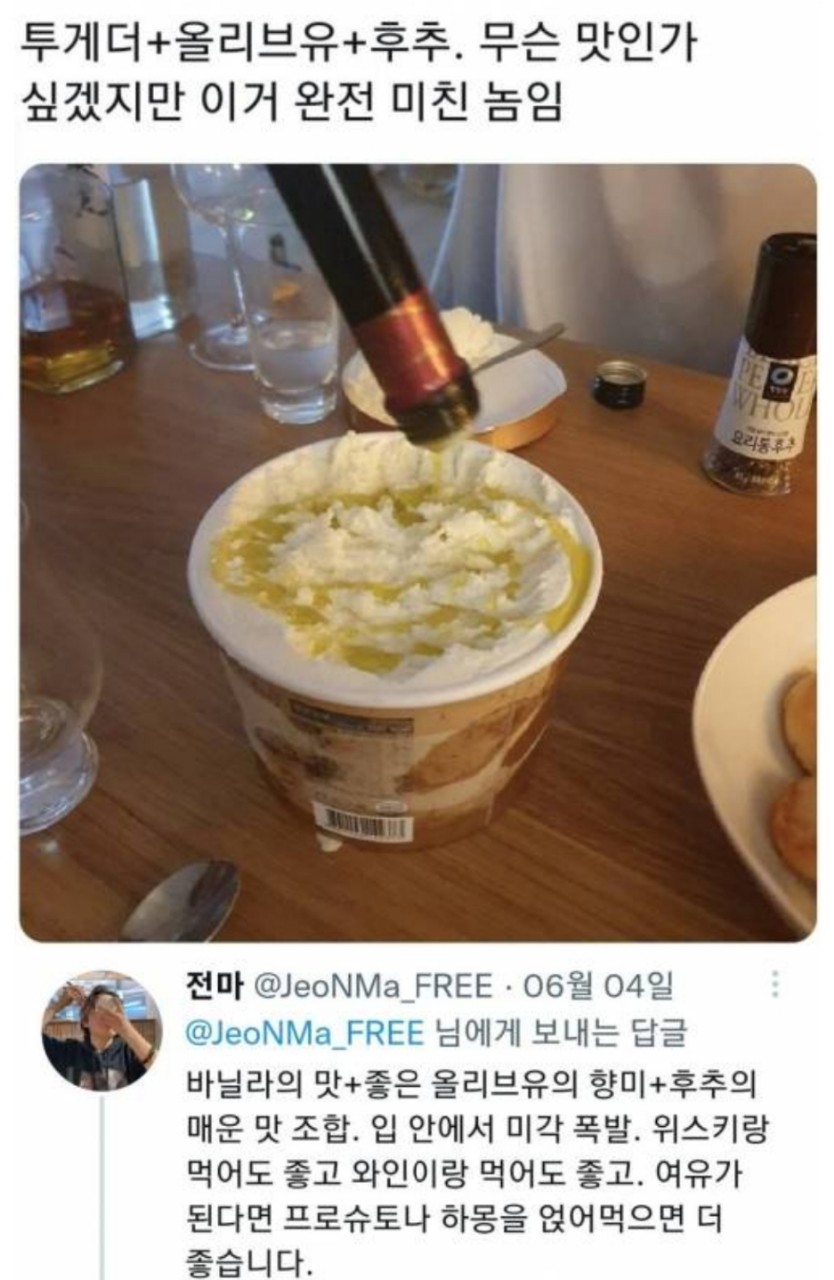 투게더+올리브유+후추. 무슨 맛인가
싶겠지만 이거 완전 미친 놈임
WHOL
요리통후추
전마 @JeoNMa_FREE · 06월 04일
@JeoNMa_FREE 님에게 보내는 답글
바닐라의 맛+좋은 올리브유의 향미+후추의
매운 맛 조합. 입 안에서 미각 폭발. 위스키랑
먹어도 좋고 와인이랑 먹어도 좋고. 여유가
된다면 프로슈토나 하몽을 얹어먹으면 더
좋습니다.